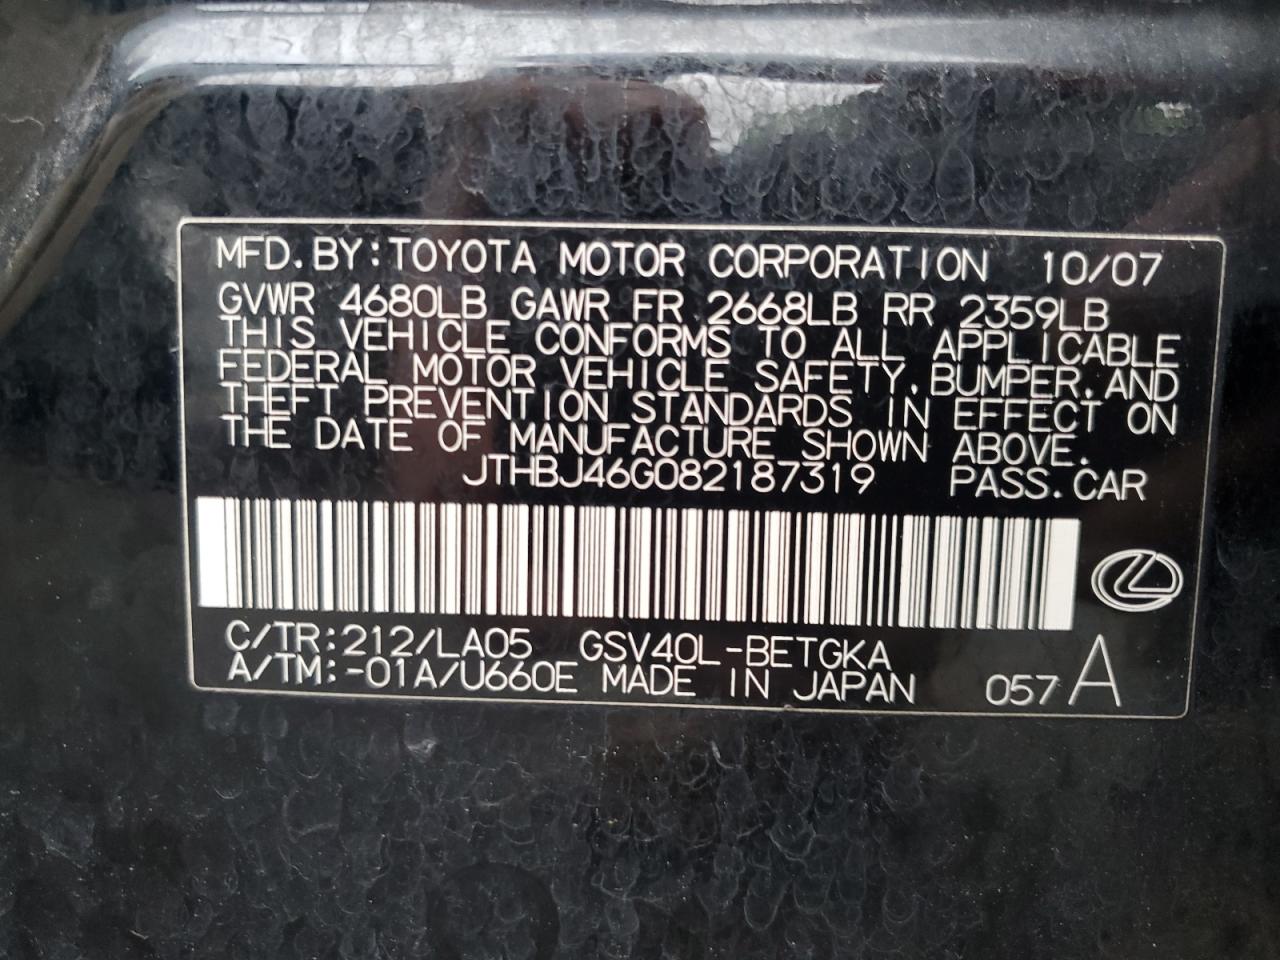 MFD.BY:TOYOTA MOTOR CORPORATION 10/07
GVWR 4680LB GAWR FR 2668LB RR 2359LB
THIS VEHICLE CONFORMS TO ALL APPLICABLE
FEDERAL MOTOR VEHICLE SAFETY,BUMPER,AND
THEFT PREVENTION STANDARDS IN EFFECT ON
THE DATE OF MANUFACTURE SHOWN ABOVE.
JTHBJ46G082187319 PASS.CAR
C/TR:212/LA05 GSV40L-BETGKA
A/TM:-01A/U660E MADE IN JAPAN 057 A